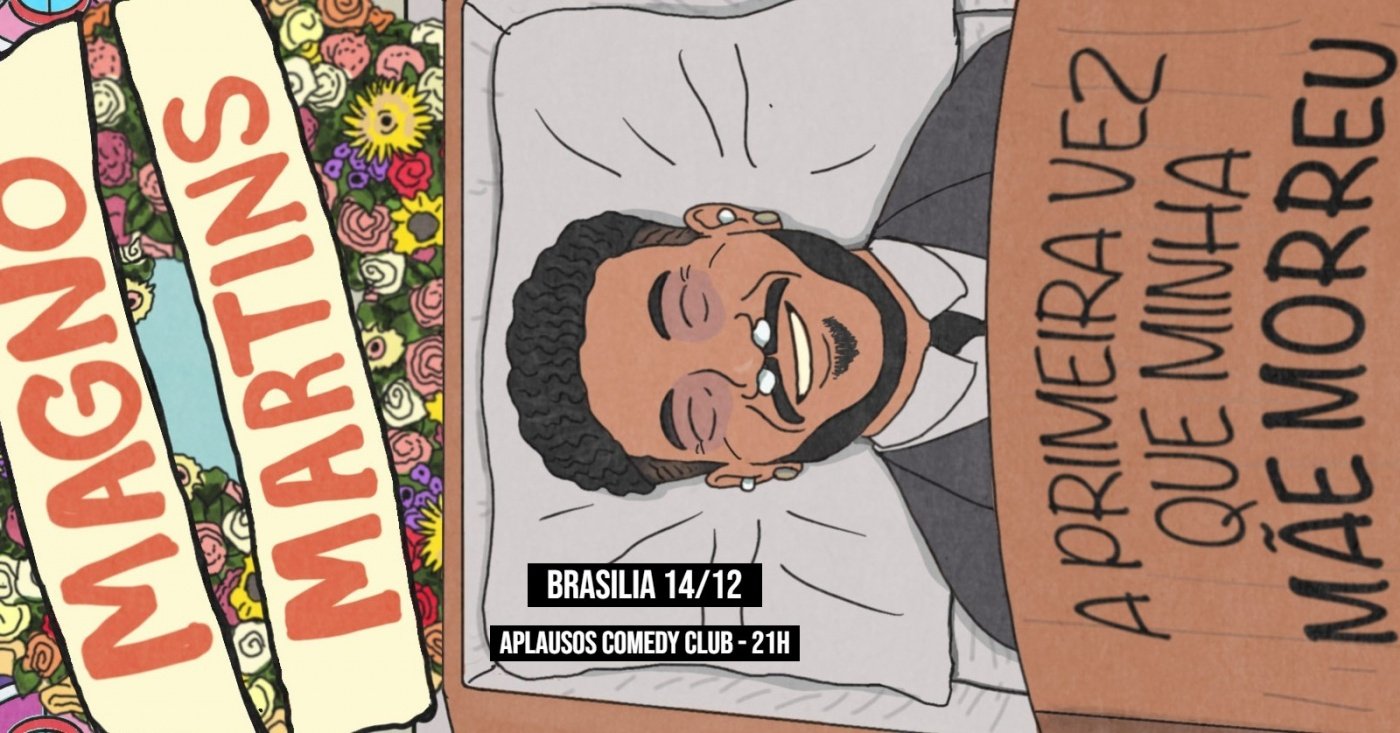 MAGNO
MARTINS
A PRIMEIRA VEZ
QUE MINHA
MÃE MORREU
BRASILIA 14/12
APLAUSOS COMEDY CLUB - 21H